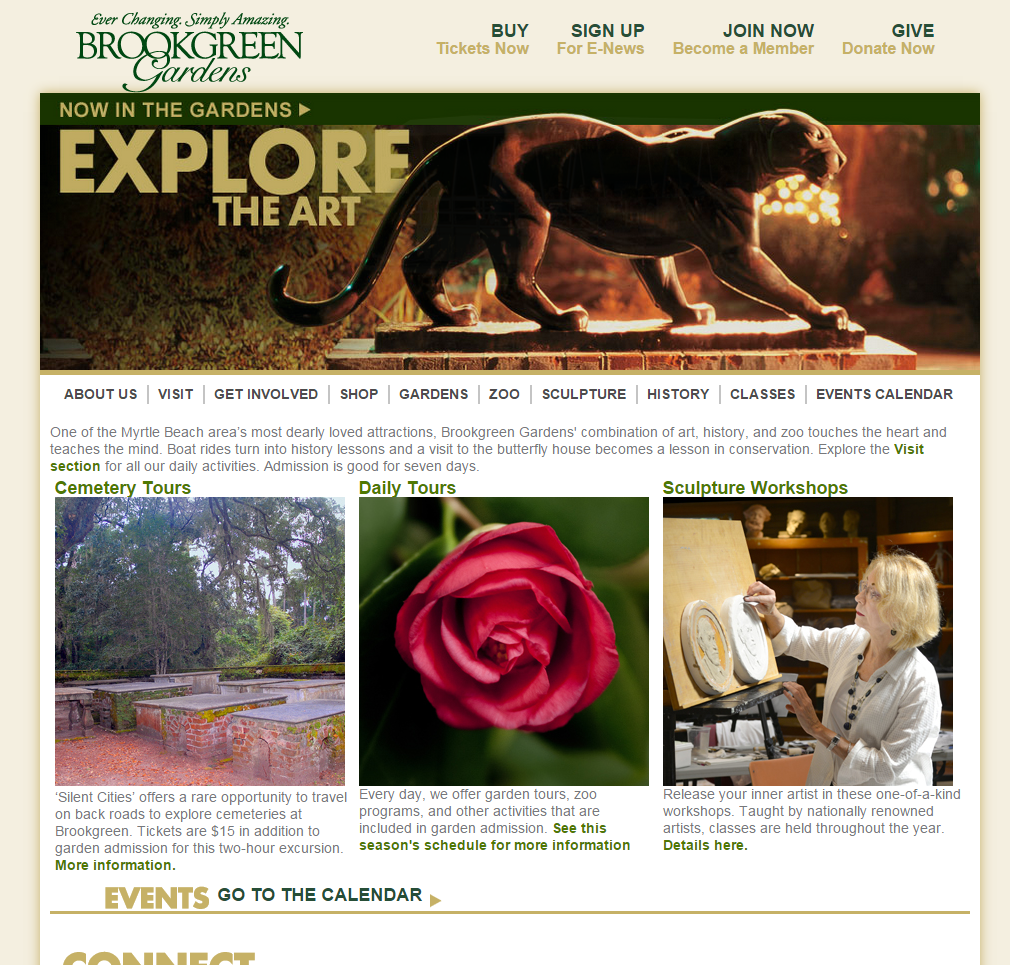 Ever Changing. Simply Amazing.
BROOKGREEN
Gardens
BUY
Tickets Now
SIGN UP
For E-News
JOIN NOW
Become a Member
GIVE
Donate Now
NOW IN THE GARDENS
EXPLORE
THE ART
ABOUT US
VISIT
GET INVOLVED
SHOP
GARDENS
ZOO
SCULPTURE
HISTORY
CLASSES
EVENTS CALENDAR
One of the Myrtle Beach area’s most dearly loved attractions, Brookgreen Gardens' combination of art, history, and zoo touches the heart and
teaches the mind. Boat rides turn into history lessons and a visit to the butterfly house becomes a lesson in conservation. Explore the Visit
section for all our daily activities. Admission is good for seven days.
Cemetery Tours
‘Silent Cities’ offers a rare opportunity to travel
on back roads to explore cemeteries at
Brookgreen. Tickets are $15 in addition to
garden admission for this two-hour excursion.
More information.
Daily Tours
Every day, we offer garden tours, zoo
programs, and other activities that are
included in garden admission. See this
season's schedule for more information
Sculpture Workshops
Release your inner artist in these one-of-a-kind
workshops. Taught by nationally renowned
artists, classes are held throughout the year.
Details here.
EVENTS GO TO THE CALENDAR
CONNECT